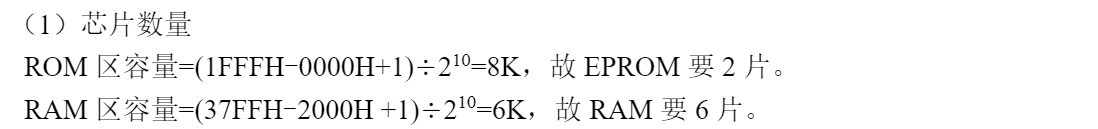 （1）芯片数量
ROM 区容量=(1FFFH−0000H+1)÷2¹⁰=8K，故 EPROM 要 2 片。
RAM 区容量=(37FFH−2000H +1)÷2¹⁰=6K，故 RAM 要 6 片。